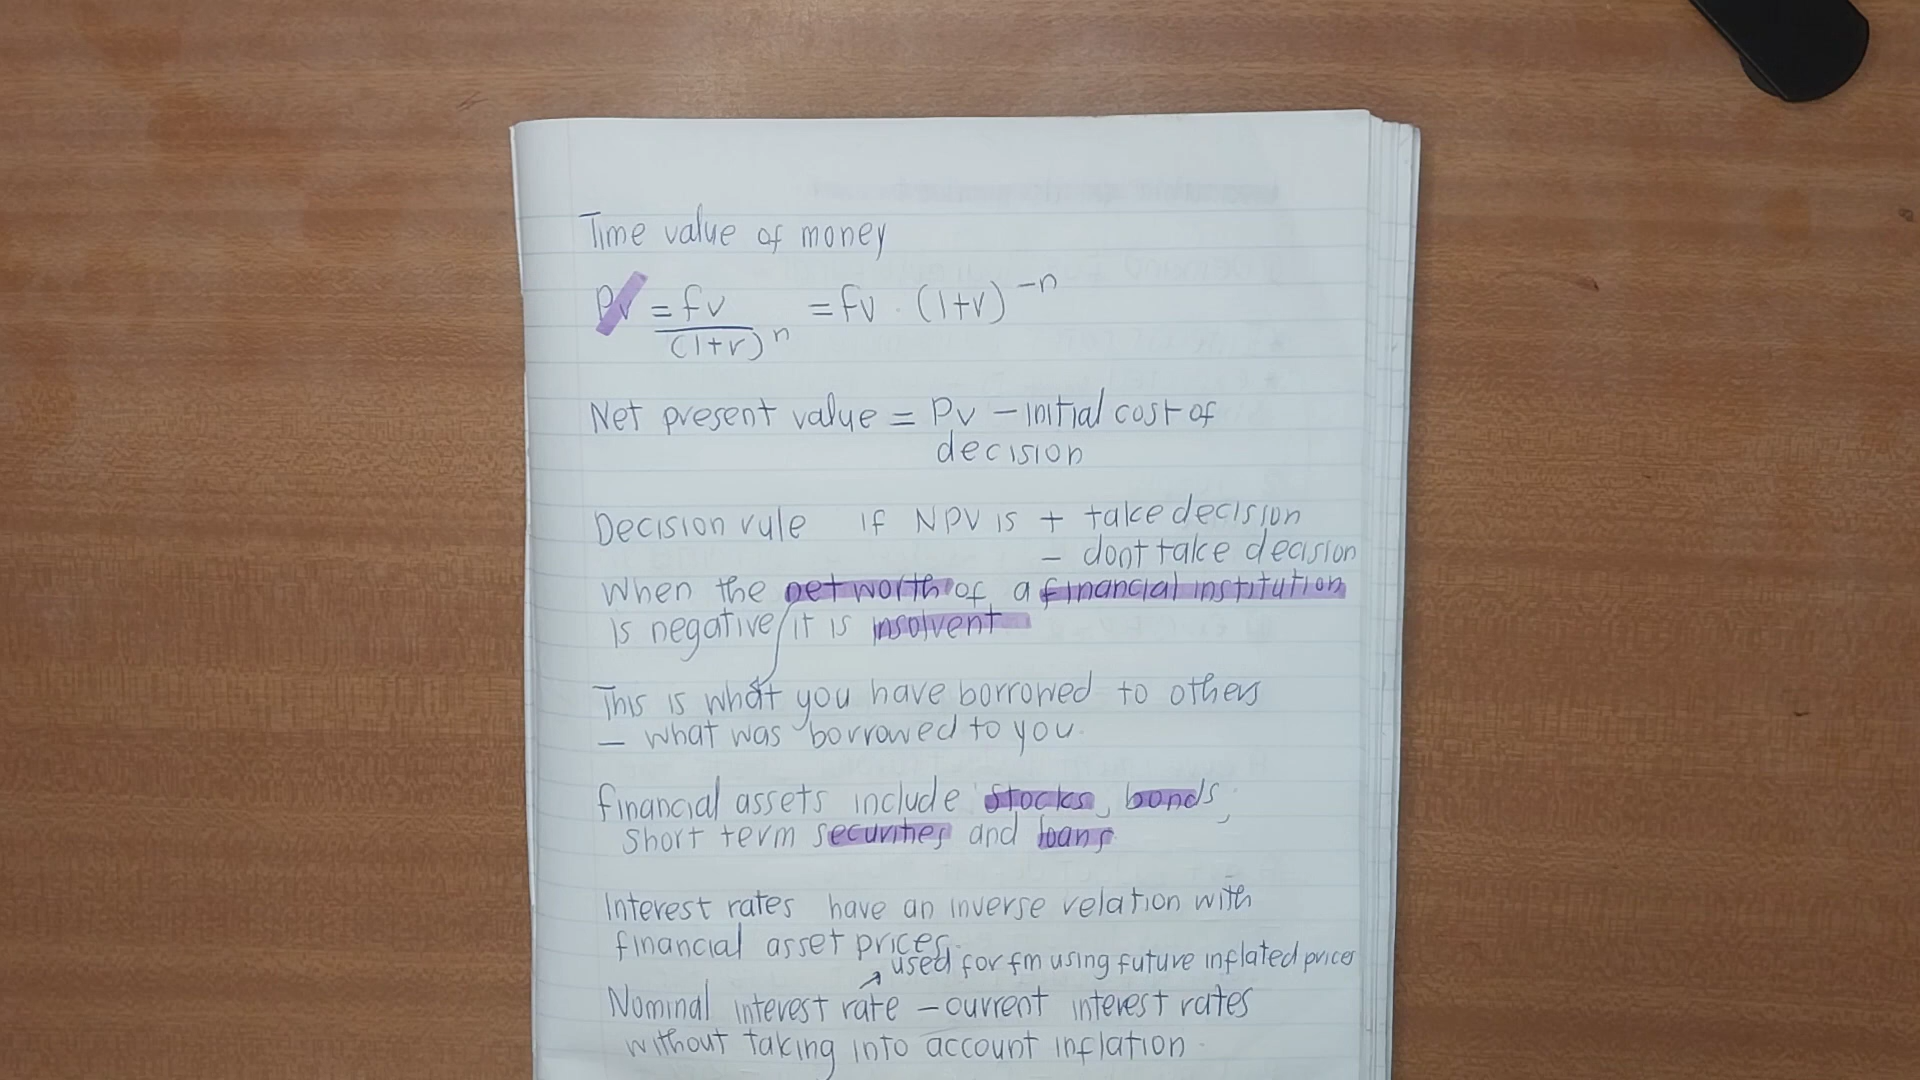 Time value of money
Pv = fv / (1+r)^n = fv · (1+r)^-n
Net present value = Pv – initial cost of
decision
Decision rule if NPV is + take decision
– dont take decision
When the net worth of a financial institution
is negative it is insolvent
This is what you have borrowed to others
– what was borrowed to you.
financial assets include stocks, bonds,
short term securities and loans
Interest rates have an inverse relation with
financial asset prices.
used for fm using future inflated prices
Nominal interest rate – current interest rates
without taking into account inflation.